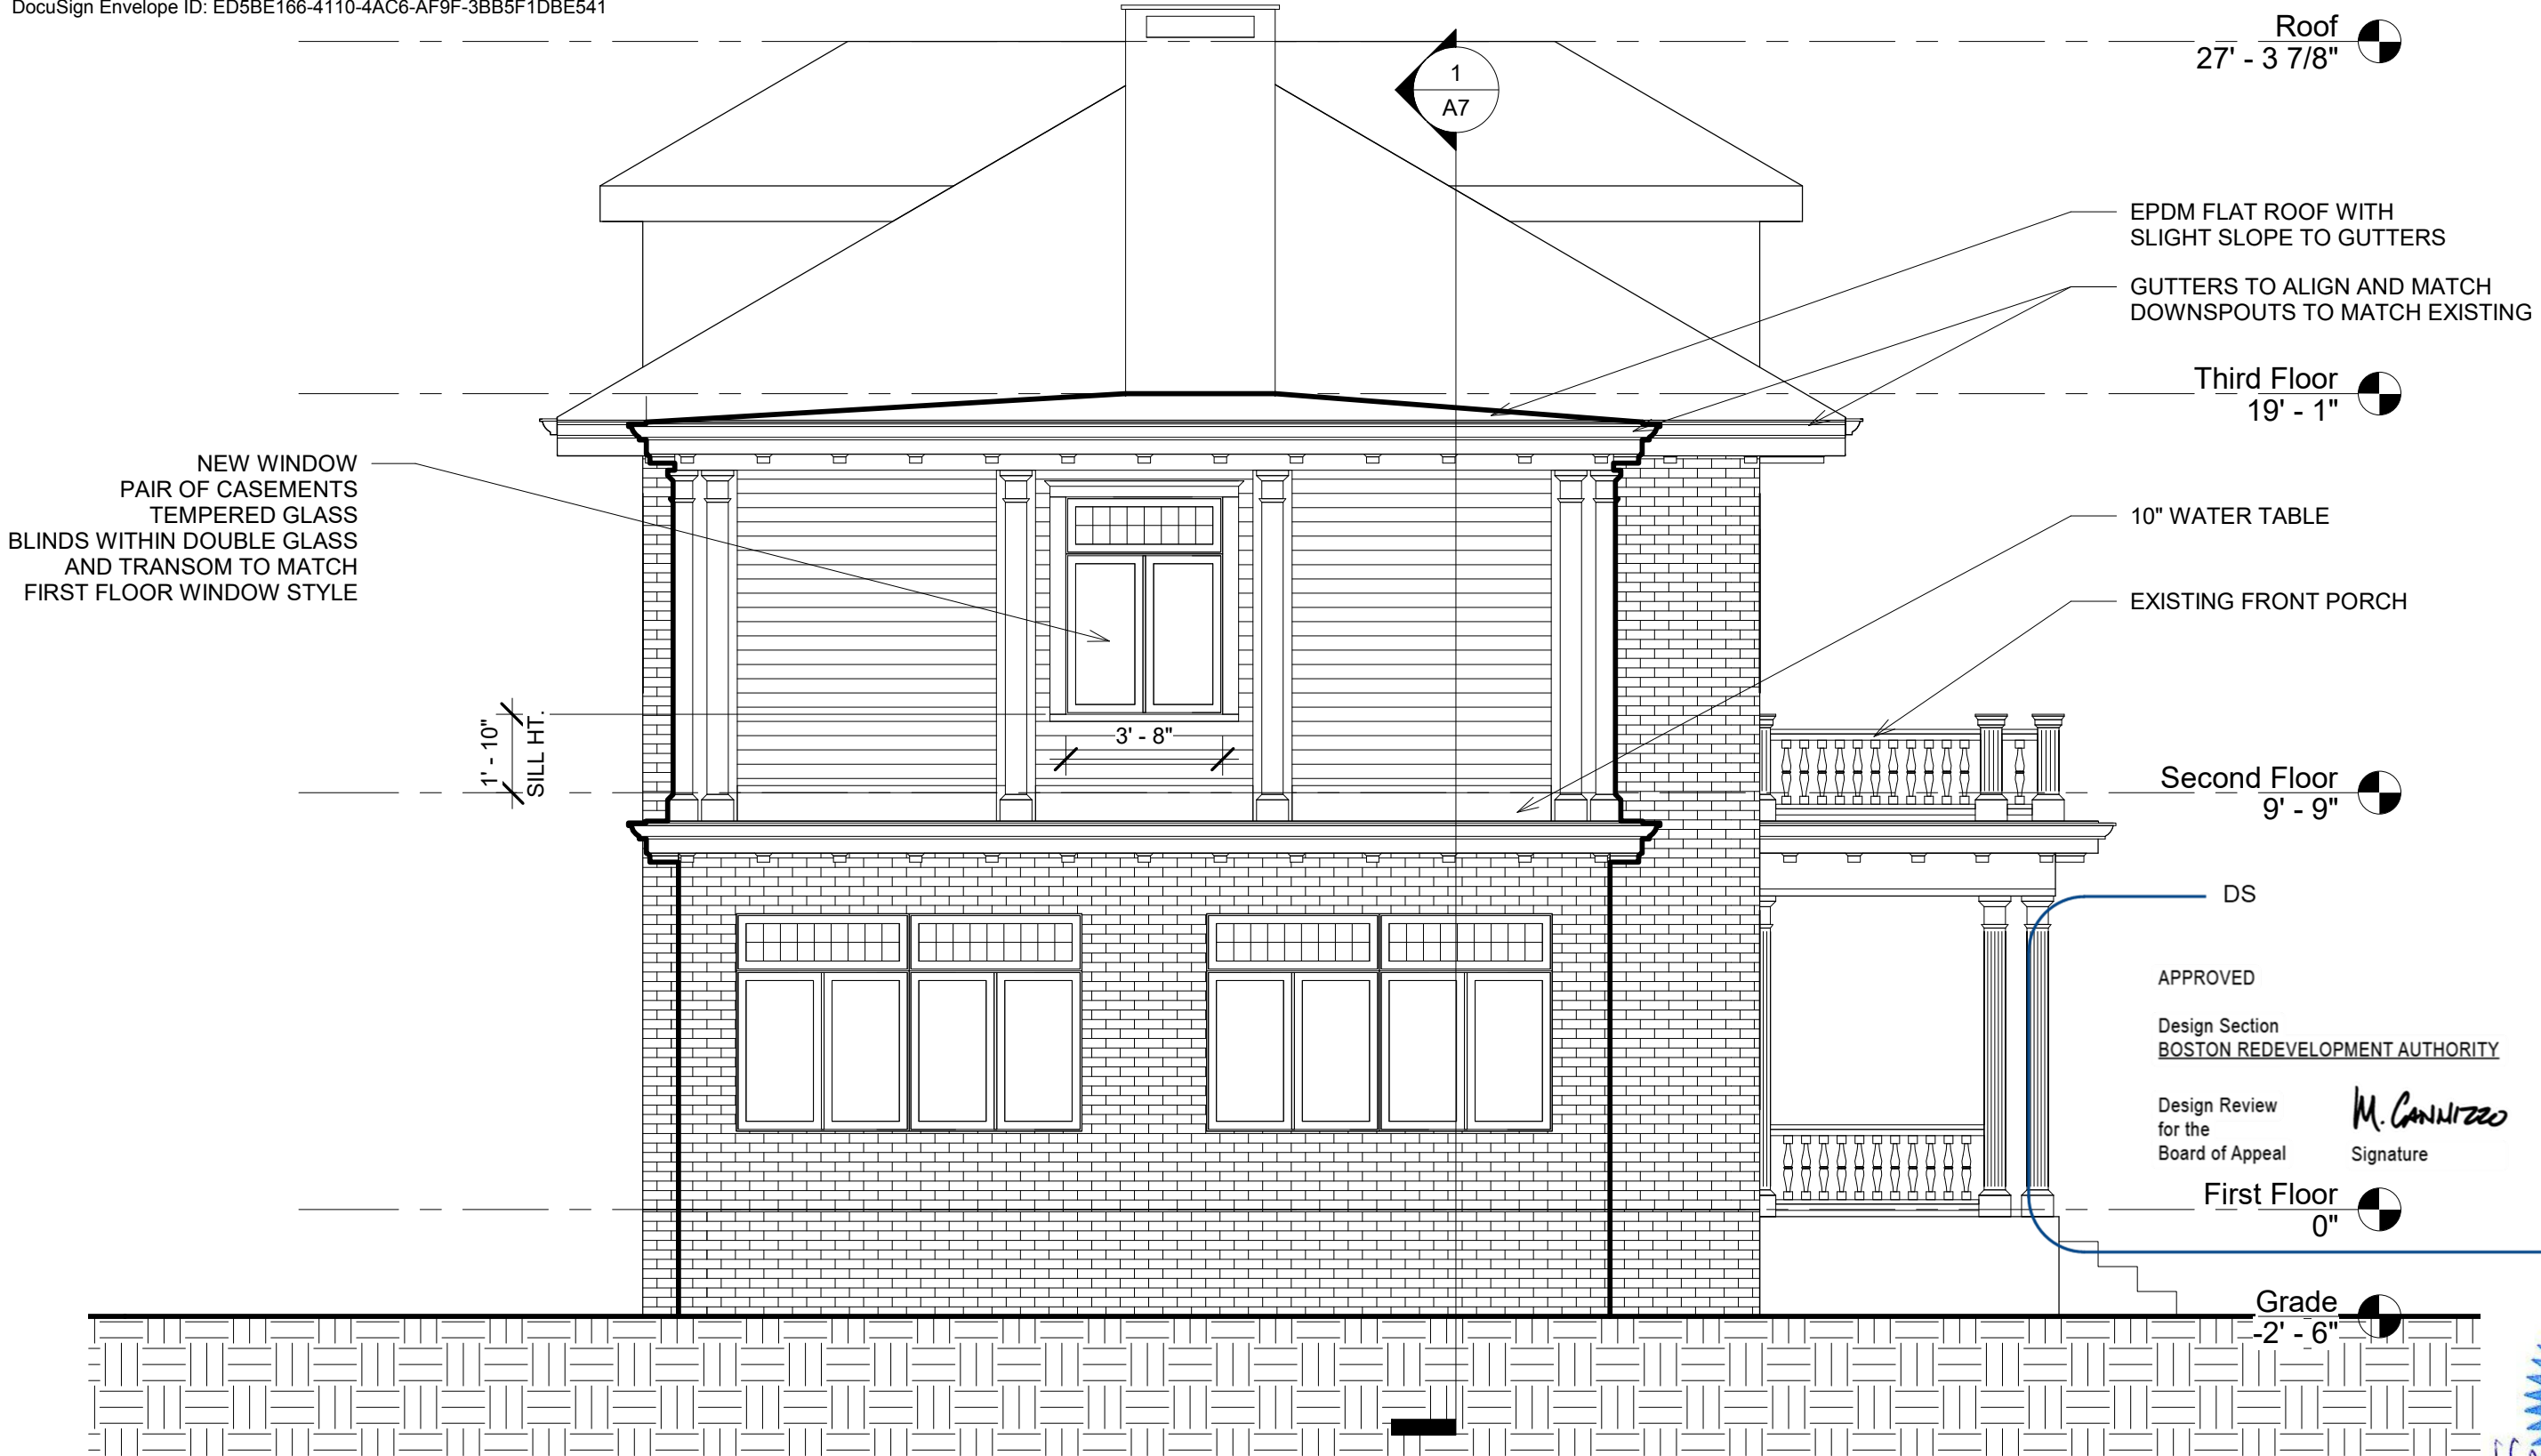 DocuSign Envelope ID: ED5BE166-4110-4AC6-AF9F-3BB5F1DBE541
Roof
27' - 3 7/8"
1
A7
EPDM FLAT ROOF WITH
SLIGHT SLOPE TO GUTTERS
GUTTERS TO ALIGN AND MATCH
DOWNSPOUTS TO MATCH EXISTING
Third Floor
19' - 1"
NEW WINDOW
PAIR OF CASEMENTS
TEMPERED GLASS
BLINDS WITHIN DOUBLE GLASS
AND TRANSOM TO MATCH
FIRST FLOOR WINDOW STYLE
10" WATER TABLE
EXISTING FRONT PORCH
1' - 10"
SILL HT.
3' - 8"
Second Floor
9' - 9"
DS
APPROVED
Design Section
BOSTON REDEVELOPMENT AUTHORITY
Design Review
for the
Board of Appeal
M. CANNIZZO
Signature
First Floor
0"
Grade
-2' - 6"